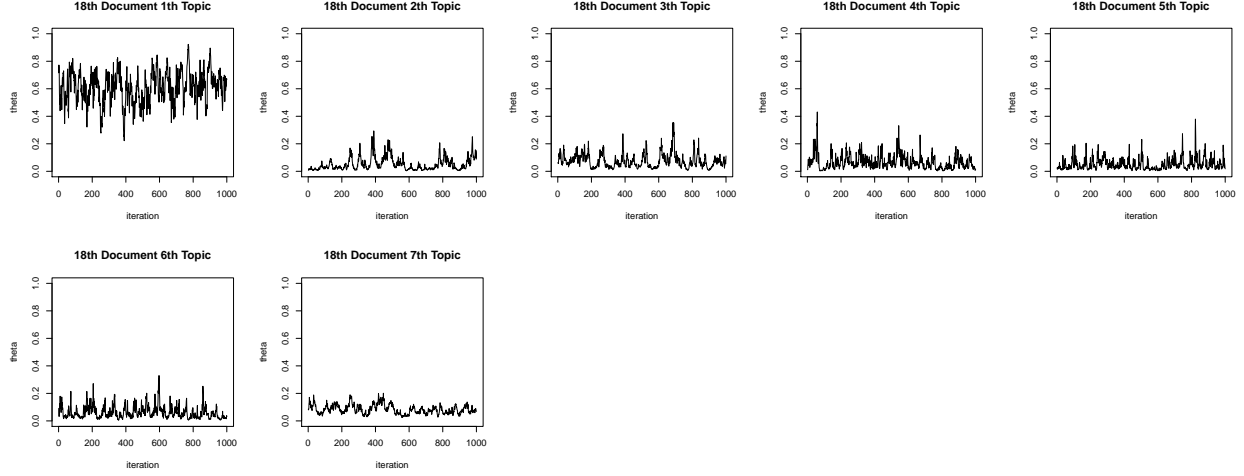 18th Document 1th Topic
1.0
0.8
0.6
0.4
0.2
0.0
theta
0 200 400 600 800 1000
iteration
18th Document 2th Topic
1.0
0.8
0.6
0.4
0.2
0.0
theta
0 200 400 600 800 1000
iteration
18th Document 3th Topic
1.0
0.8
0.6
0.4
0.2
0.0
theta
0 200 400 600 800 1000
iteration
18th Document 4th Topic
1.0
0.8
0.6
0.4
0.2
0.0
theta
0 200 400 600 800 1000
iteration
18th Document 5th Topic
1.0
0.8
0.6
0.4
0.2
0.0
theta
0 200 400 600 800 1000
iteration
18th Document 6th Topic
1.0
0.8
0.6
0.4
0.2
0.0
theta
0 200 400 600 800 1000
iteration
18th Document 7th Topic
1.0
0.8
0.6
0.4
0.2
0.0
theta
0 200 400 600 800 1000
iteration